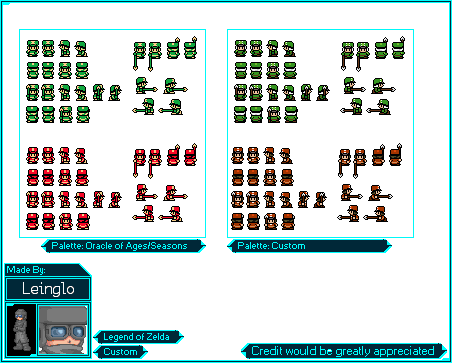 Palette: Oracle of Ages/Seasons
Palette: Custom
Made By:
Leinglo
Legend of Zelda
Custom
Credit would be greatly appreciated